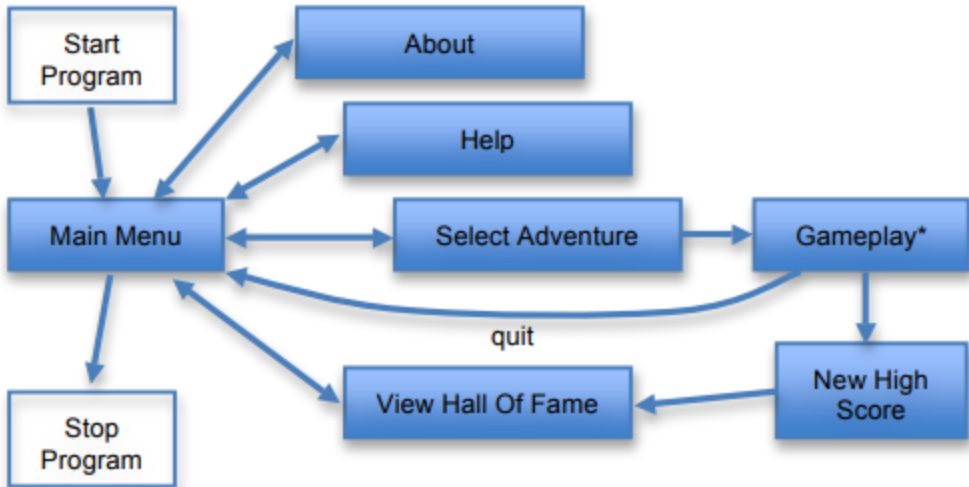 Start
Program
About
Help
Main Menu
Select Adventure
Gameplay*
quit
View Hall Of Fame
New High
Score
Stop
Program